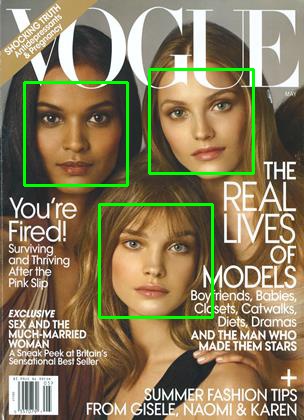 SHOCKING TRUTH
Antidepressants
& Pregnancy
VOGUE
MAY
THE
REAL
LIVES
OF
MODELS
Boyfriends, Babies,
Closets, Catwalks,
Diets, Dramas
AND THE MAN WHO
MADE THEM STARS
You're
Fired!
Surviving
and Thriving
After the
Pink Slip
EXCLUSIVE
SEX AND THE
MUCH-MARRIED
WOMAN
A Sneak Peek at Britain's
Sensational Best Seller
+
SUMMER FASHION TIPS
FROM GISELE, NAOMI & KAREN